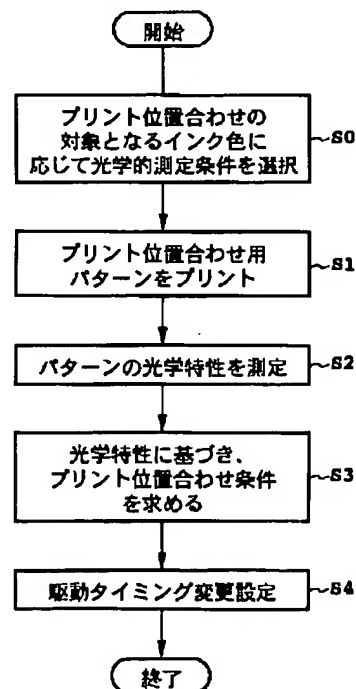 開始
プリント位置合わせの
対象となるインク色に
応じて光学的測定条件を選択
S0
プリント位置合わせ用
パターンをプリント
S1
パターンの光学特性を測定
S2
光学特性に基づき、
プリント位置合わせ条件
を求める
S3
駆動タイミング変更設定
S4
終了